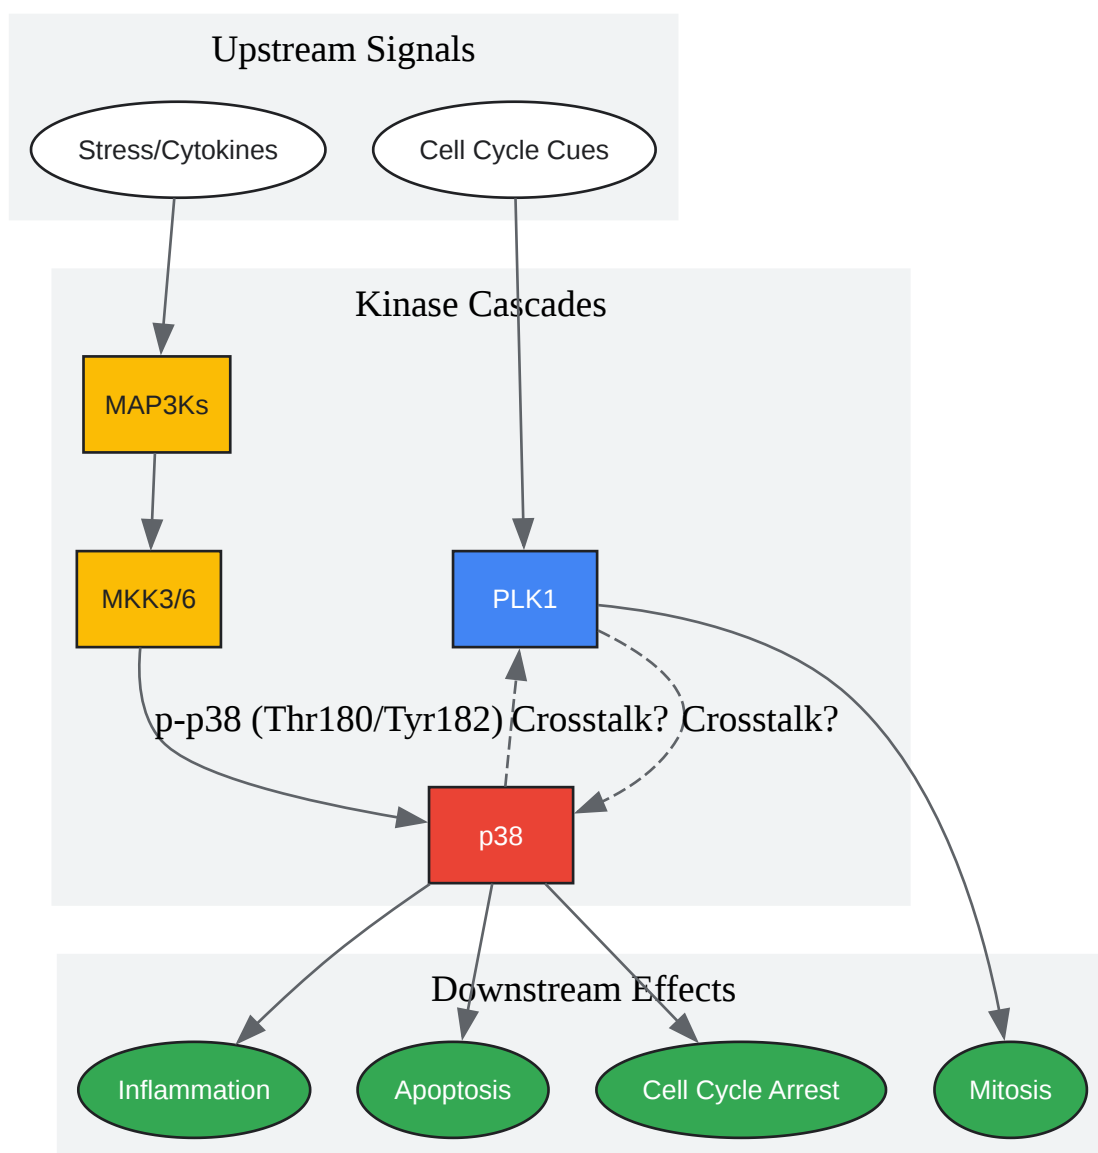 Upstream Signals
Stress/Cytokines
Cell Cycle Cues
Kinase Cascades
MAP3Ks
MKK3/6
PLK1
p-p38 (Thr180/Tyr182)
Crosstalk?
Crosstalk?
p38
Downstream Effects
Inflammation
Apoptosis
Cell Cycle Arrest
Mitosis